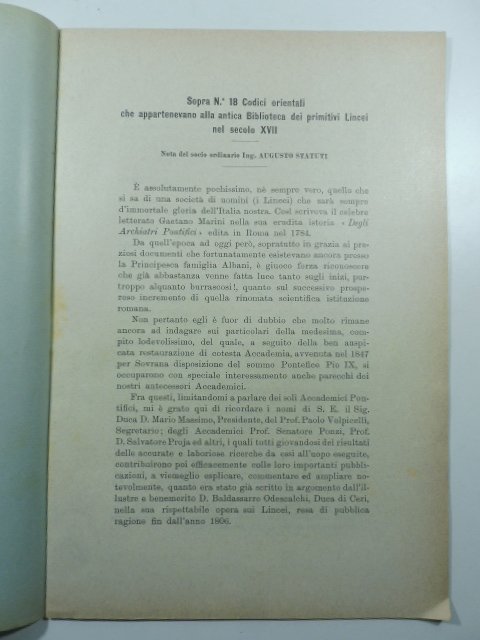 Sopra N.° 18 Codici orientali
che appartenevano alla antica Biblioteca dei primitivi Lincei
nel secolo XVII
Nota del socio ordinario Ing. AUGUSTO STATUTI
È assolutamente pochissimo, nè sempre vero, quello che
si sa di una società di uomini (i Lincei) che sarà sempre
d'immortale gloria dell'Italia nostra. Così scriveva il celebre
letterato Gaetano Marini nella sua erudita istoria « Degli
Archiatri Pontifici » edita in Roma nel 1784.
Da quell'epoca ad oggi però, sopratutto in grazia ai pre-
ziosi documenti che fortunatamente esistevano ancora presso
la Principesca famiglia Albani, è giuoco forza riconoscere
che già abbastanza venne fatta luce tanto sugli inizi, pur-
troppo alquanto burrascosi!, quanto sul successivo prospe-
roso incremento di quella rinomata scientifica istituzione
romana.
Non pertanto egli è fuor di dubbio che molto rimane
ancora ad indagare sui particolari della medesima, com-
pito lodevolissimo, del quale, a seguito della ben auspi-
cata restaurazione di cotesta Accademia, avvenuta nel 1847
per Sovrana disposizione del sommo Pontefice Pio IX, si
occuparono con speciale interessamento anche parecchi dei
nostri antecessori Accademici.
Fra questi, limitandomi a parlare dei soli Accademici Pon-
tifici, mi è grato qui di ricordare i nomi di S. E. il Sig.
Duca D. Mario Massimo, Presidente, del Prof. Paolo Volpicelli,
Segretario; degli Accademici Prof. Senatore Ponzi, Prof.
D. Salvatore Proja ed altri, i quali tutti giovandosi dei risultati
delle accurate e laboriose ricerche da essi all'uopo eseguite,
contribuirono poi efficacemente colle loro importanti pubbli-
cazioni, a viemeglio esplicare, commentare ed ampliare no-
tevolmente, quanto era stato già scritto in argomento dall'il-
lustre e benemerito D. Baldassarro Odescalchi, Duca di Ceri,
nella sua rispettabile opera sui Lincei, resa di pubblica
ragione fin dall'anno 1806.